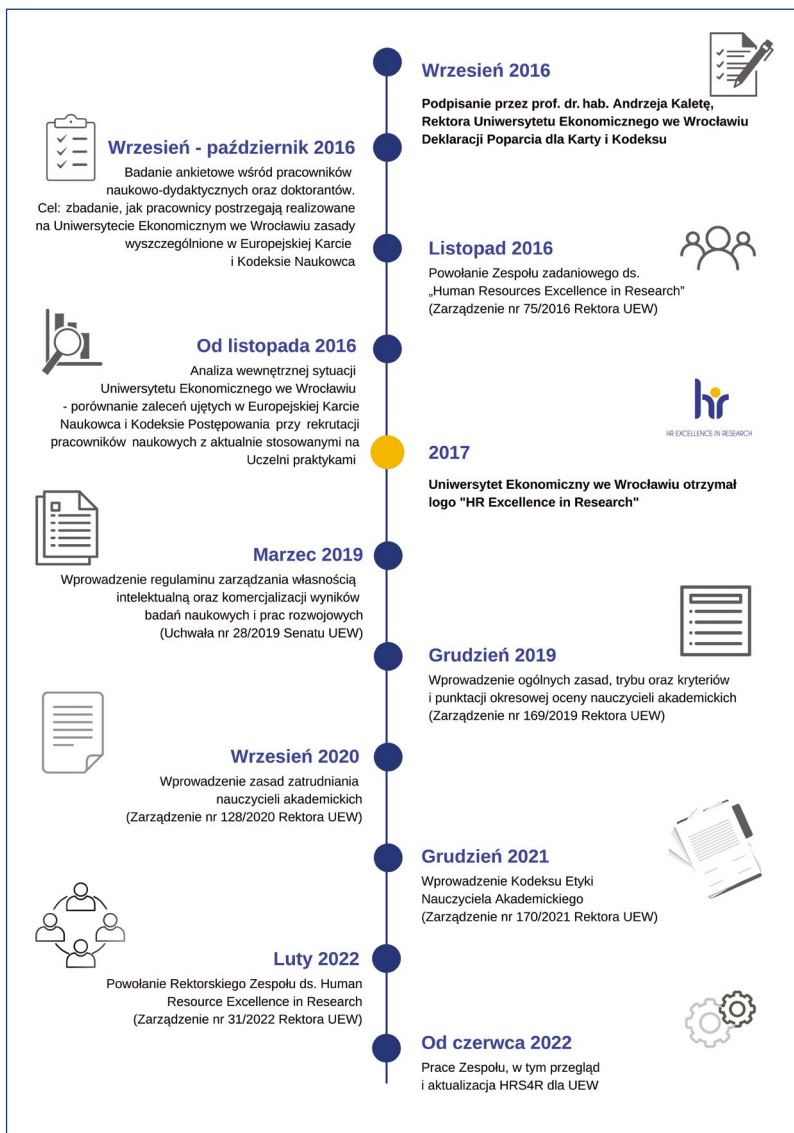 Wrzesień 2016
Podpisanie przez prof. dr. hab. Andrzeja Kaletę,
Rektora Uniwersytetu Ekonomicznego we Wrocławiu
Deklaracji Poparcia dla Karty i Kodeksu
Wrzesień - październik 2016
Badanie ankietowe wśród pracowników
naukowo-dydaktycznych oraz doktorantów.
Cel: zbadanie, jak pracownicy postrzegają realizowane
na Uniwersytecie Ekonomicznym we Wrocławiu zasady
wyszczególnione w Europejskiej Karcie
i Kodeksie Naukowca
Listopad 2016
Powołanie Zespołu zadaniowego ds.
„Human Resources Excellence in Research"
(Zarządzenie nr 75/2016 Rektora UEW)
Od listopada 2016
Analiza wewnętrznej sytuacji
Uniwersytetu Ekonomicznego we Wrocławiu
- porównanie zaleceń ujętych w Europejskiej Karcie
Naukowca i Kodeksie Postępowania przy rekrutacji
pracowników naukowych z aktualnie stosowanymi na
Uczelni praktykami
hr
HR EXCELLENCE IN RESEARCH
2017
Uniwersytet Ekonomiczny we Wrocławiu otrzymał
logo "HR Excellence in Research"
Marzec 2019
Wprowadzenie regulaminu zarządzania własnością
intelektualną oraz komercjalizacji wyników
badań naukowych i prac rozwojowych
(Uchwała nr 28/2019 Senatu UEW)
Grudzień 2019
Wprowadzenie ogólnych zasad, trybu oraz kryteriów
i punktacji okresowej oceny nauczycieli akademickich
(Zarządzenie nr 169/2019 Rektora UEW)
Wrzesień 2020
Wprowadzenie zasad zatrudniania
nauczycieli akademickich
(Zarządzenie nr 128/2020 Rektora UEW)
Grudzień 2021
Wprowadzenie Kodeksu Etyki
Nauczyciela Akademickiego
(Zarządzenie nr 170/2021 Rektora UEW)
Luty 2022
Powołanie Rektorskiego Zespołu ds. Human
Resource Excellence in Research
(Zarządzenie nr 31/2022 Rektora UEW)
Od czerwca 2022
Prace Zespołu, w tym przegląd
i aktualizacja HRS4R dla UEW